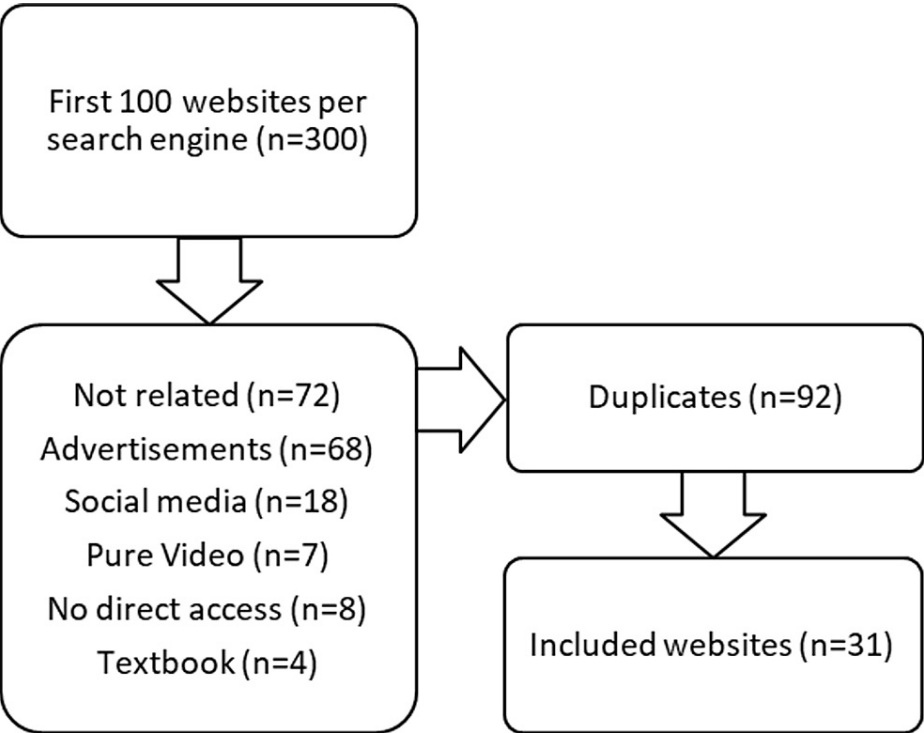 First 100 websites per
search engine (n=300)
Not related (n=72)
Advertisements (n=68)
Social media (n=18)
Pure Video (n=7)
No direct access (n=8)
Textbook (n=4)
Duplicates (n=92)
Included websites (n=31)